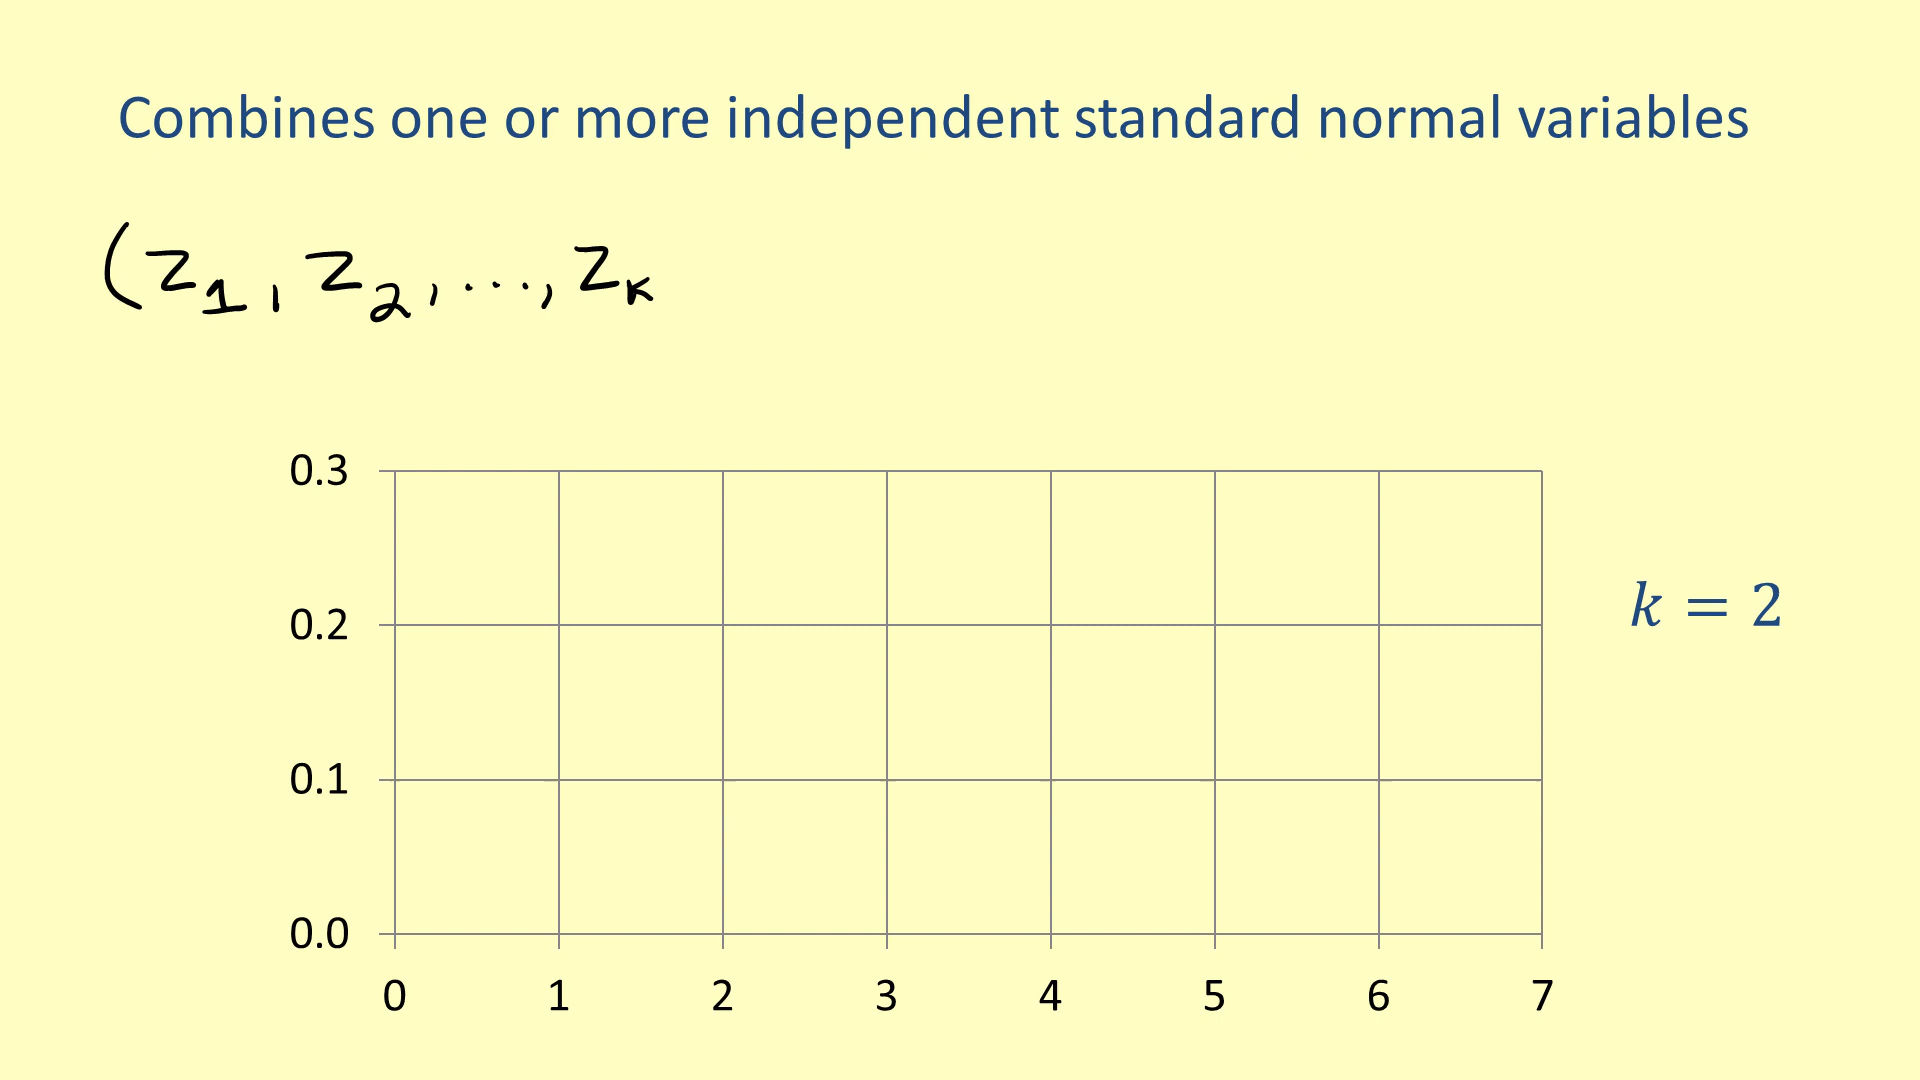 Combines one or more independent standard normal variables
(Z₁, Z₂, ..., Zₖ
0.3
0.2
k = 2
0.1
0.0
0 1 2 3 4 5 6 7